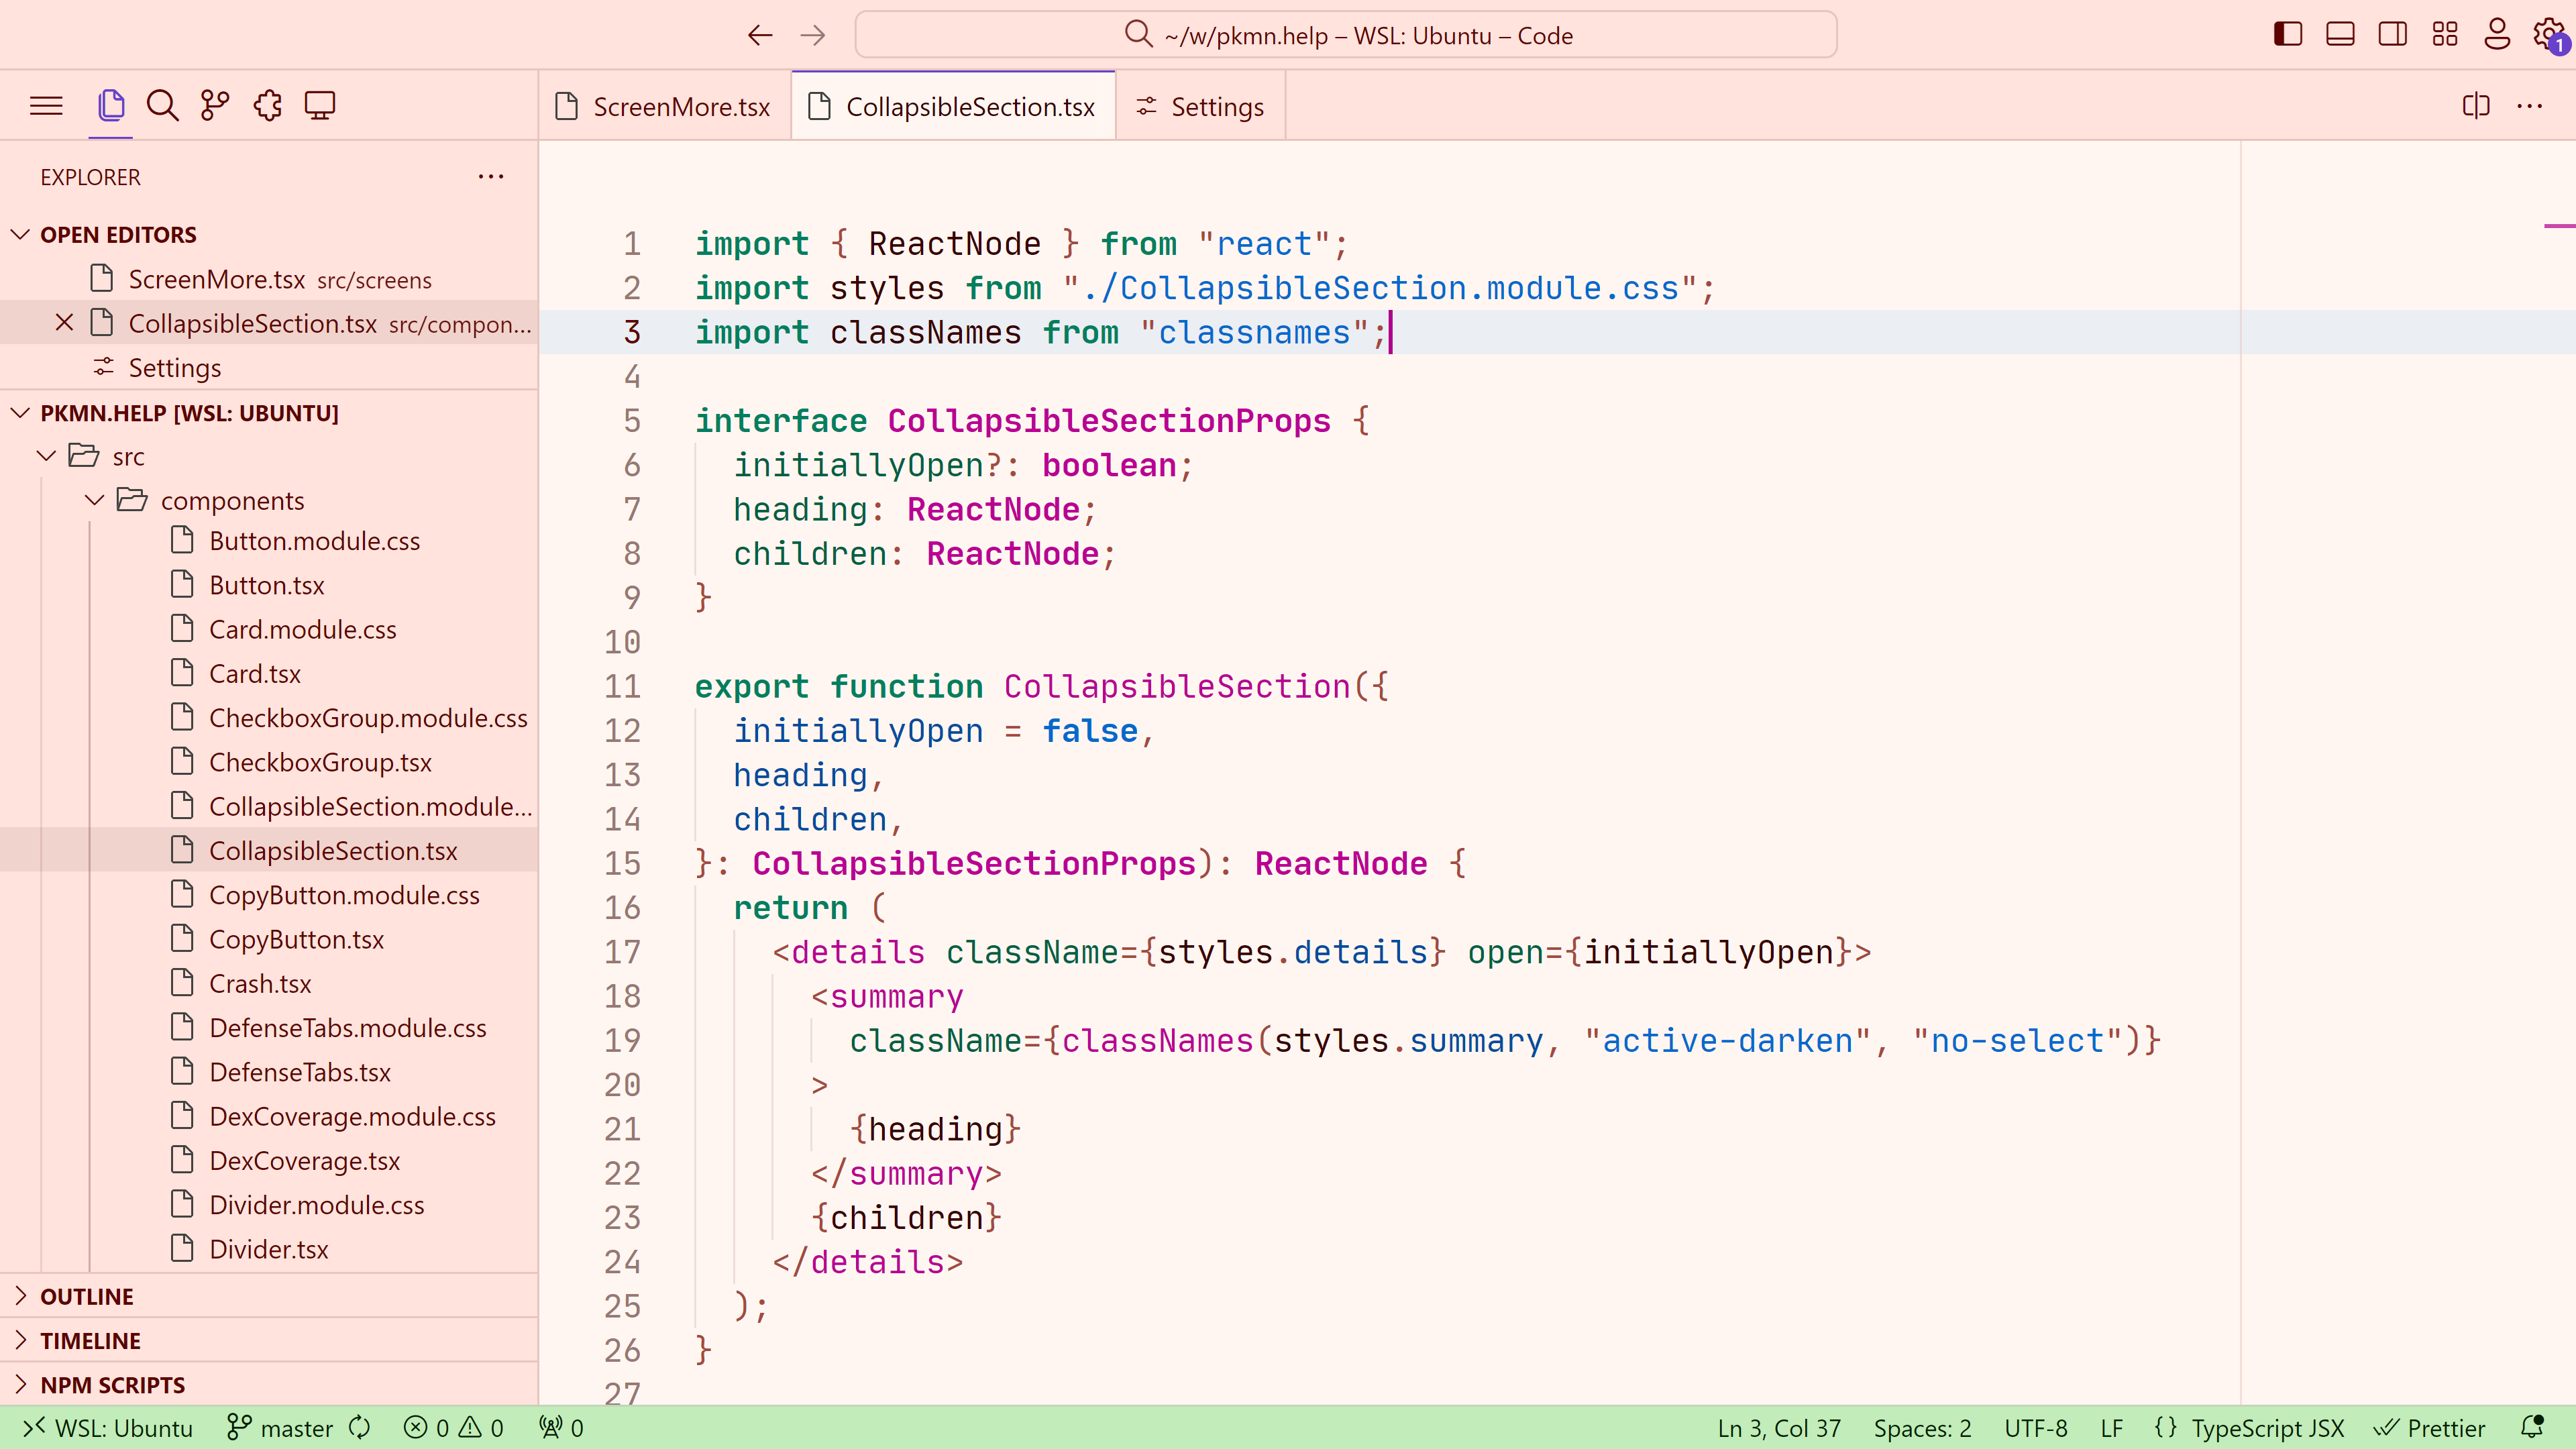 ~/w/pkmn.help – WSL: Ubuntu – Code
1
ScreenMore.tsx
CollapsibleSection.tsx
Settings
EXPLORER
OPEN EDITORS
ScreenMore.tsx src/screens
CollapsibleSection.tsx src/compon...
Settings
PKMN.HELP [WSL: UBUNTU]
src
components
Button.module.css
Button.tsx
Card.module.css
Card.tsx
CheckboxGroup.module.css
CheckboxGroup.tsx
CollapsibleSection.module...
CollapsibleSection.tsx
CopyButton.module.css
CopyButton.tsx
Crash.tsx
DefenseTabs.module.css
DefenseTabs.tsx
DexCoverage.module.css
DexCoverage.tsx
Divider.module.css
Divider.tsx
OUTLINE
TIMELINE
NPM SCRIPTS
1 import { ReactNode } from "react";
2 import styles from "./CollapsibleSection.module.css";
3 import classNames from "classnames";
4
5 interface CollapsibleSectionProps {
6 initiallyOpen?: boolean;
7 heading: ReactNode;
8 children: ReactNode;
9 }
10
11 export function CollapsibleSection({
12 initiallyOpen = false,
13 heading,
14 children,
15 }: CollapsibleSectionProps): ReactNode {
16 return (
17 <details className={styles.details} open={initiallyOpen}>
18 <summary
19 className={classNames(styles.summary, "active-darken", "no-select")}
20 >
21 {heading}
22 </summary>
23 {children}
24 </details>
25 );
26 }
27
WSL: Ubuntu master 0 0 0 Ln 3, Col 37 Spaces: 2 UTF-8 LF {} TypeScript JSX Prettier